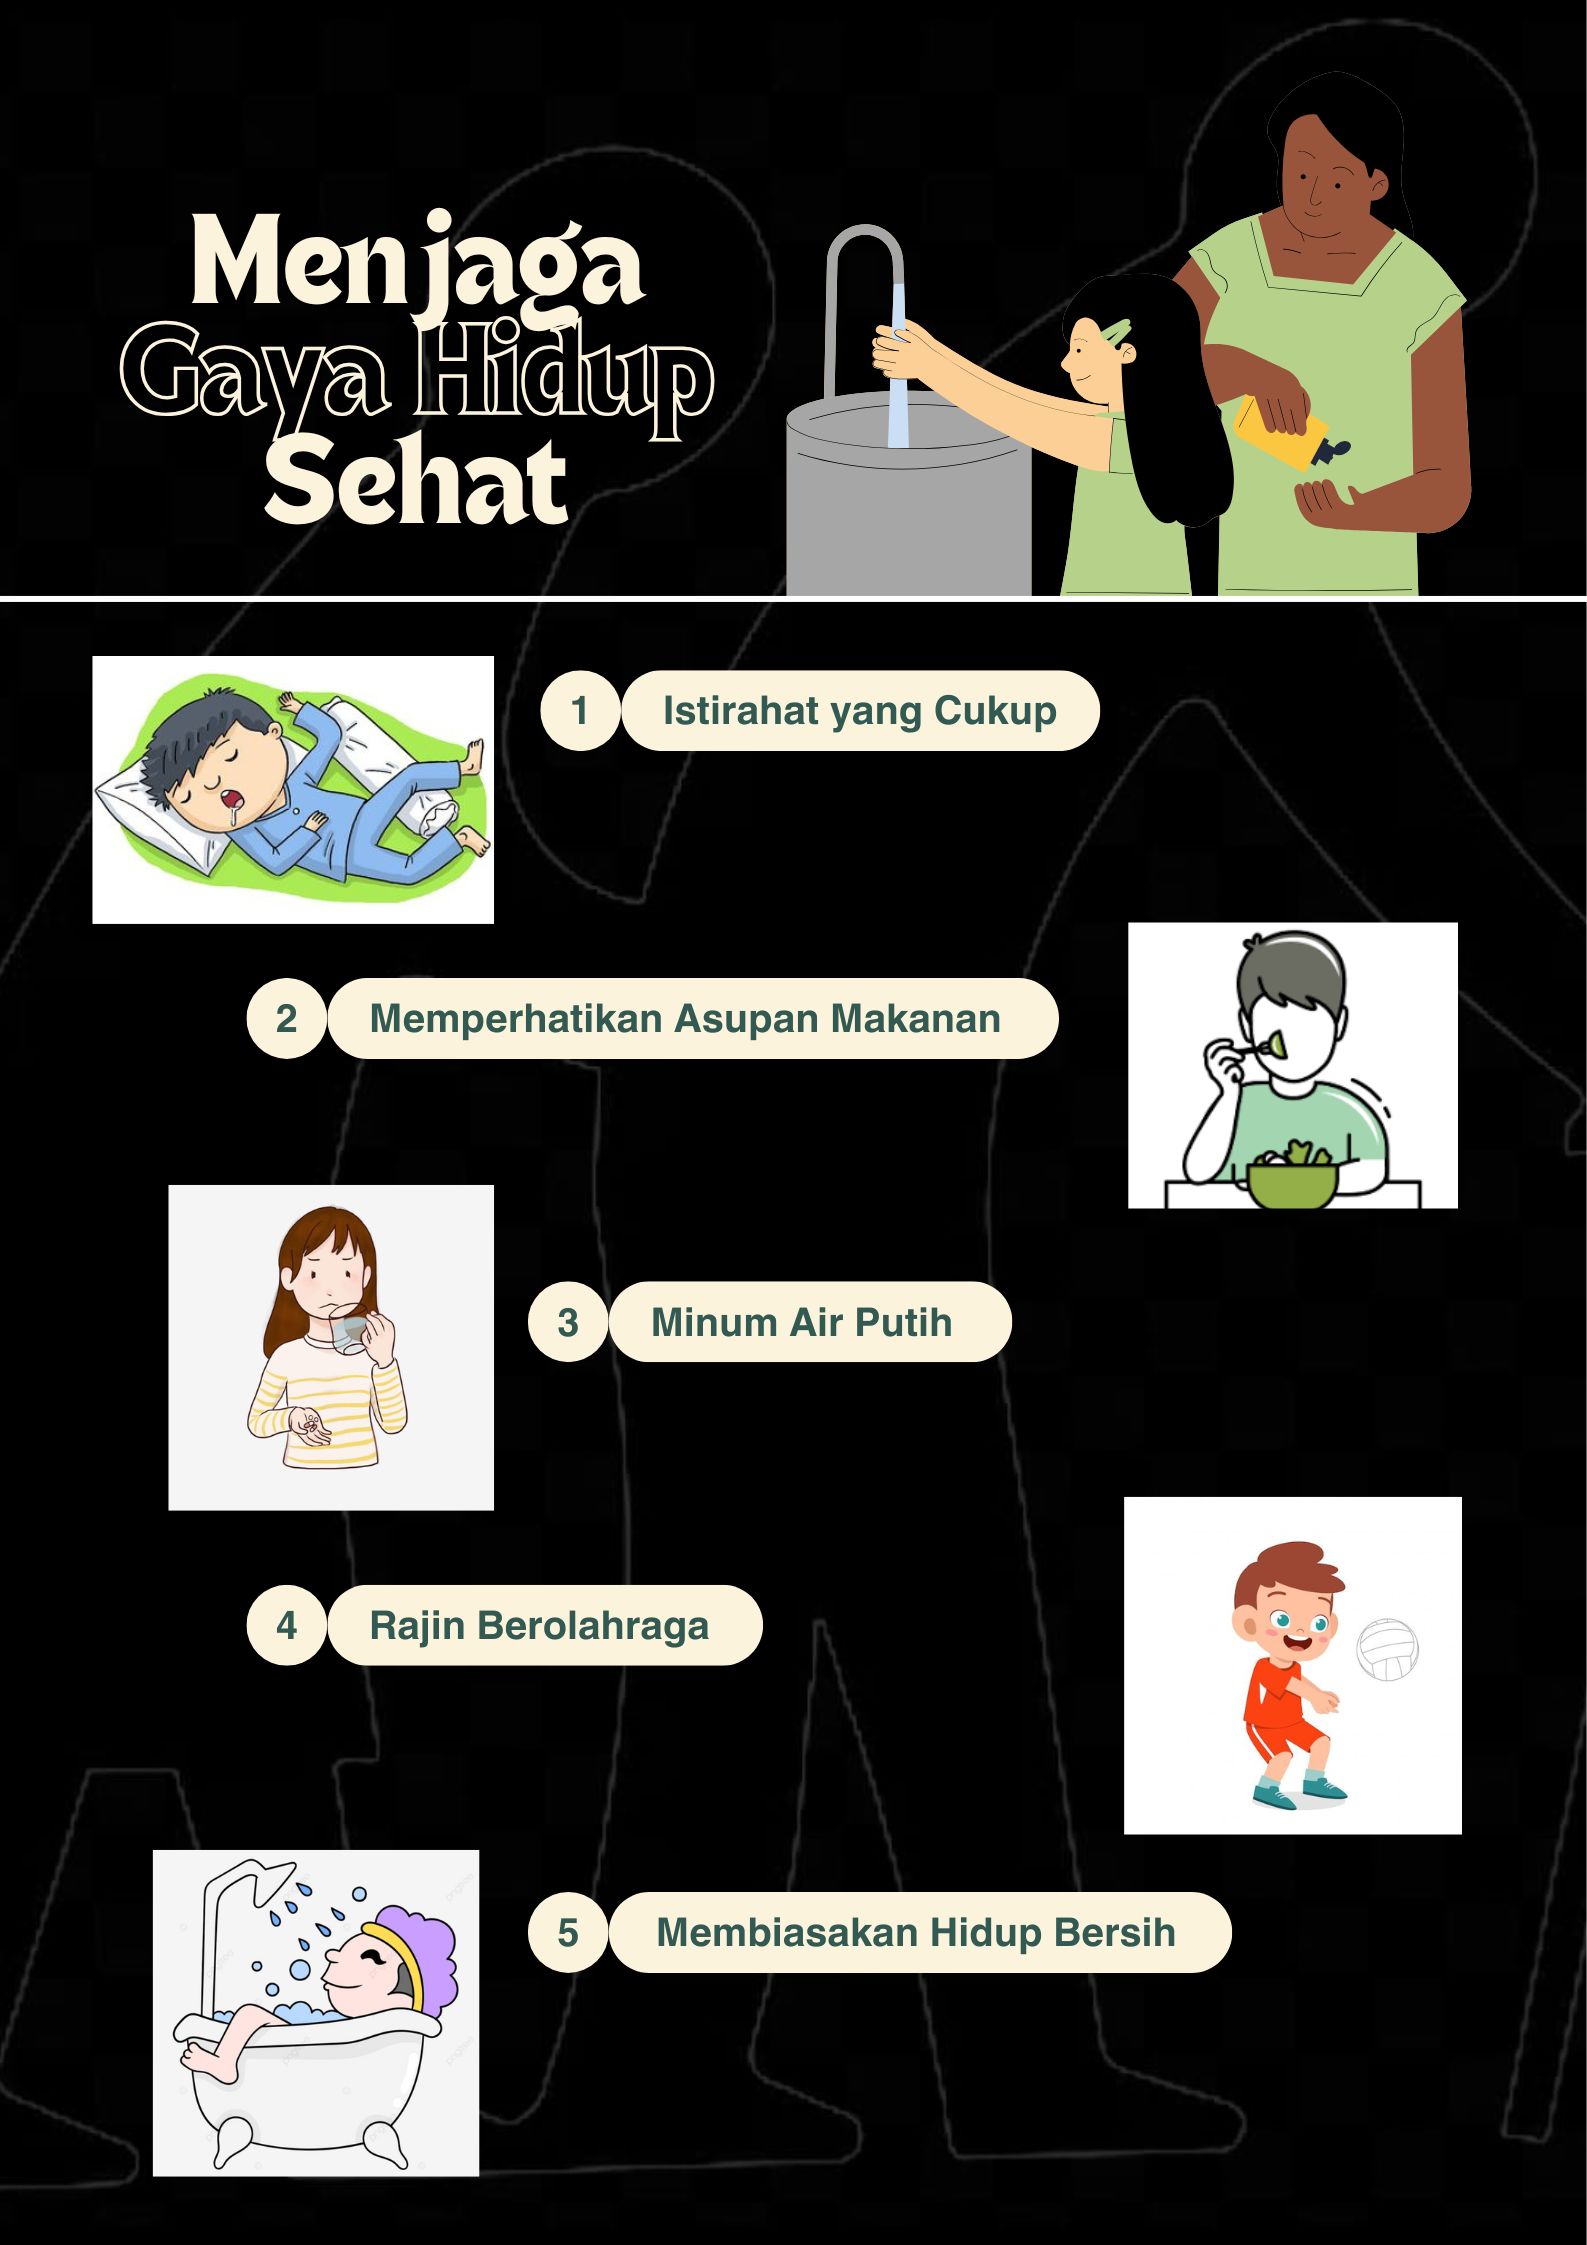 Menjaga
Gaya Hidup
Sehat
1 Istirahat yang Cukup
2 Memperhatikan Asupan Makanan
3 Minum Air Putih
4 Rajin Berolahraga
5 Membiasakan Hidup Bersih